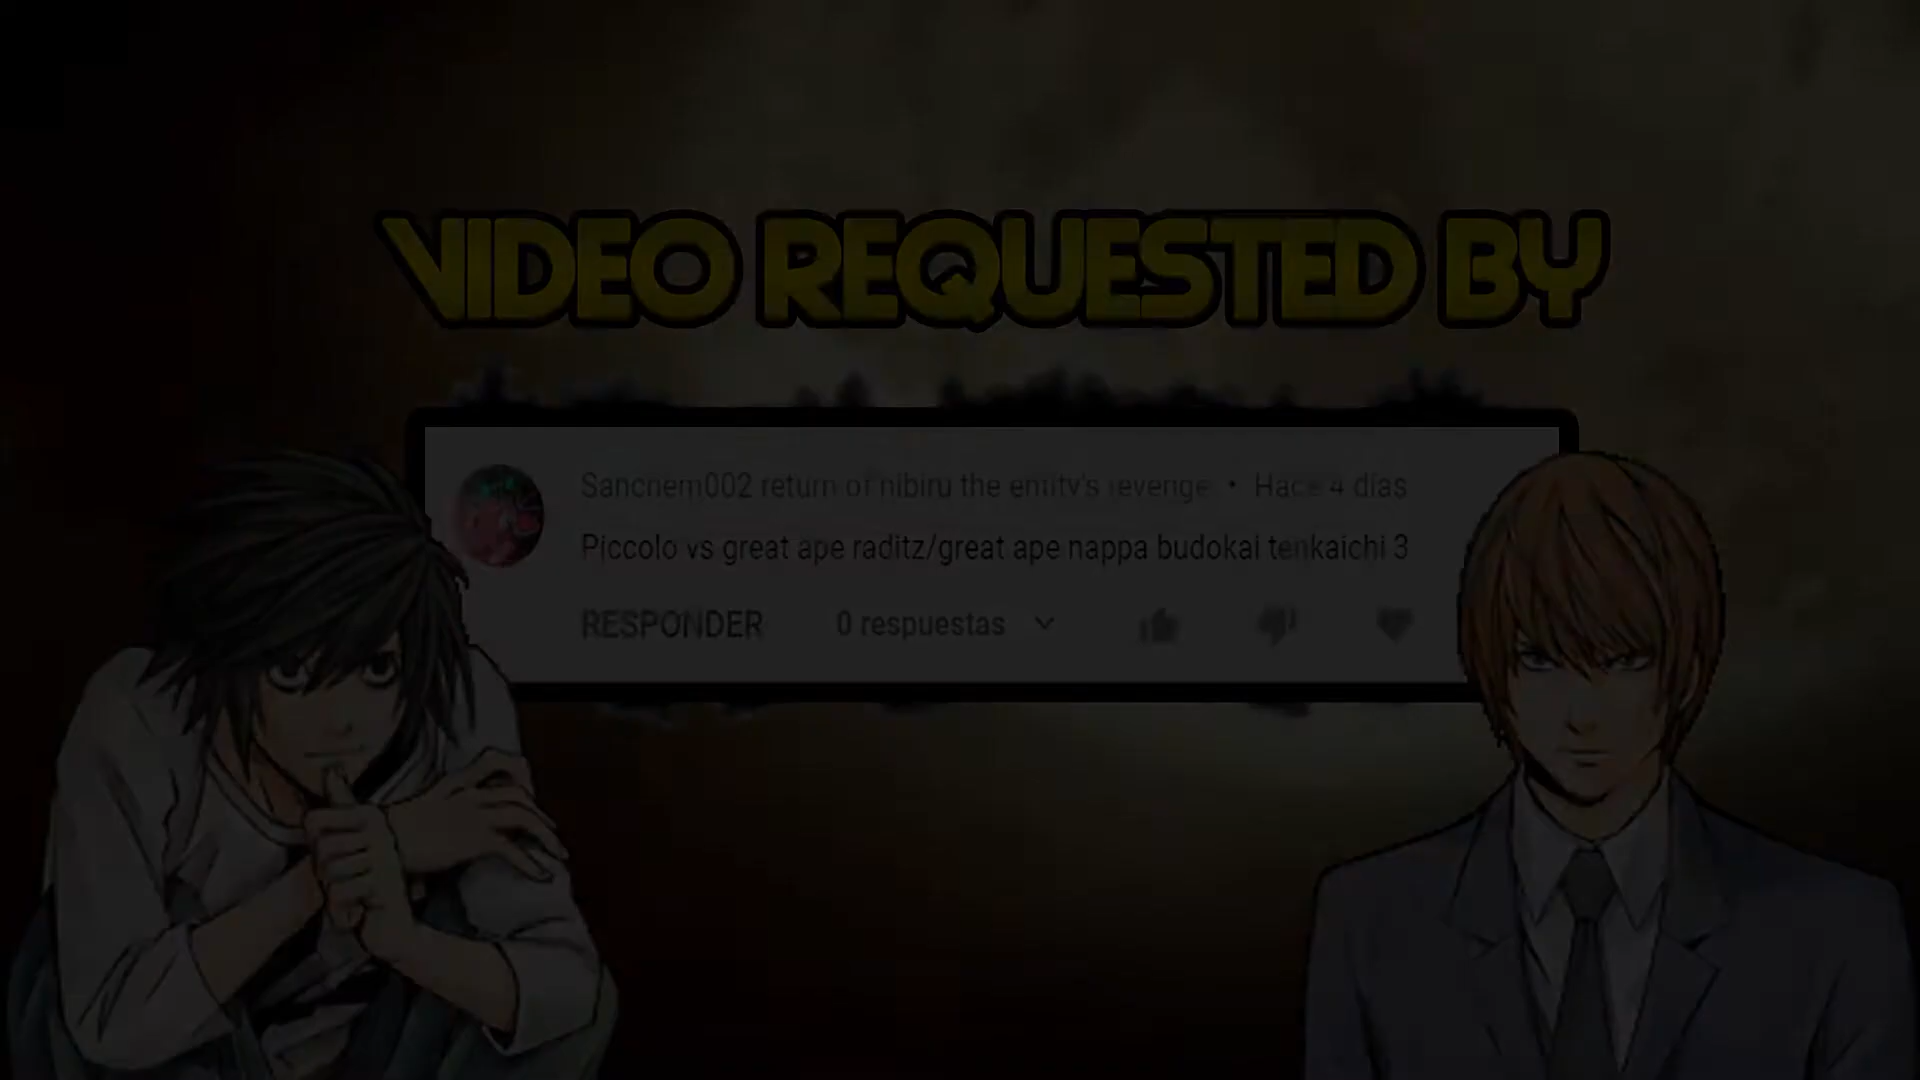 VIDEO REQUESTED BY
Sancnem002 return of nibiru the entity's revenge • Hace 4 días
Piccolo vs great ape raditz/great ape nappa budokai tenkaichi 3
RESPONDER 0 respuestas